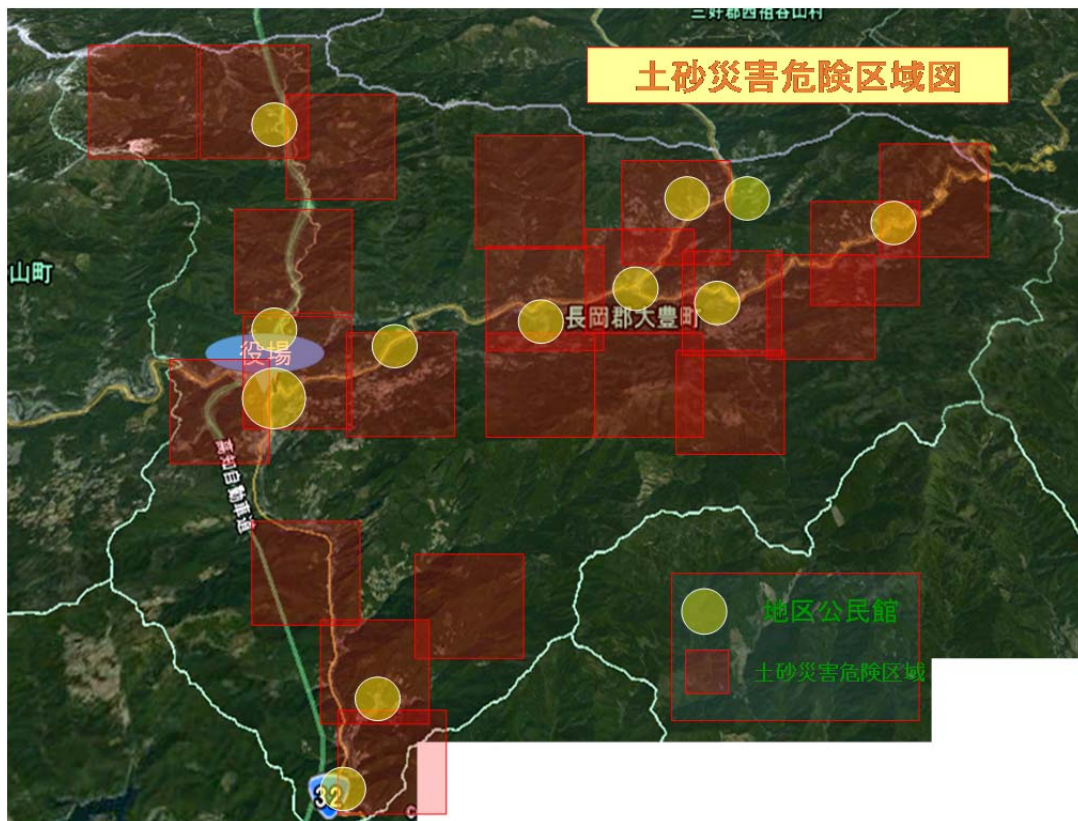 三好郡西祖谷山村
土砂災害危険区域図
山町
長岡郡大豊町
役場
高知自動車道
地区公民館
土砂災害危険区域
32